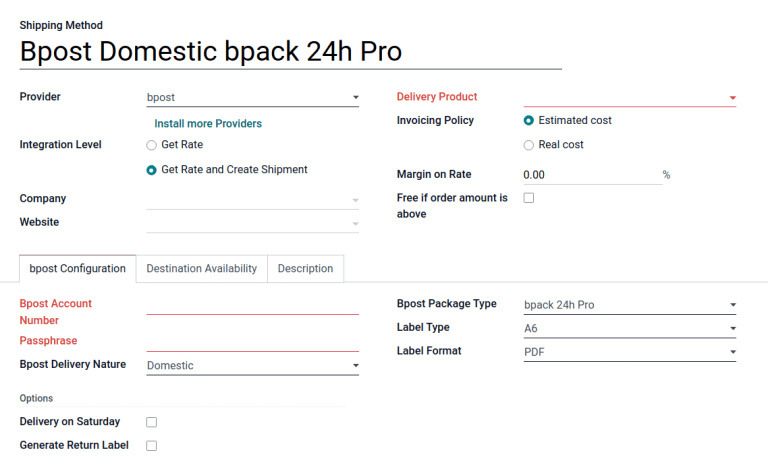 Shipping Method
Bpost Domestic bpack 24h Pro
Provider
bpost
Install more Providers
Integration Level
Get Rate
Get Rate and Create Shipment
Company
Website
Delivery Product
Invoicing Policy
Estimated cost
Real cost
Margin on Rate
0.00 %
Free if order amount is
above
bpost Configuration
Destination Availability
Description
Bpost Account
Number
Passphrase
Bpost Delivery Nature
Domestic
Options
Delivery on Saturday
Generate Return Label
Bpost Package Type
bpack 24h Pro
Label Type
A6
Label Format
PDF